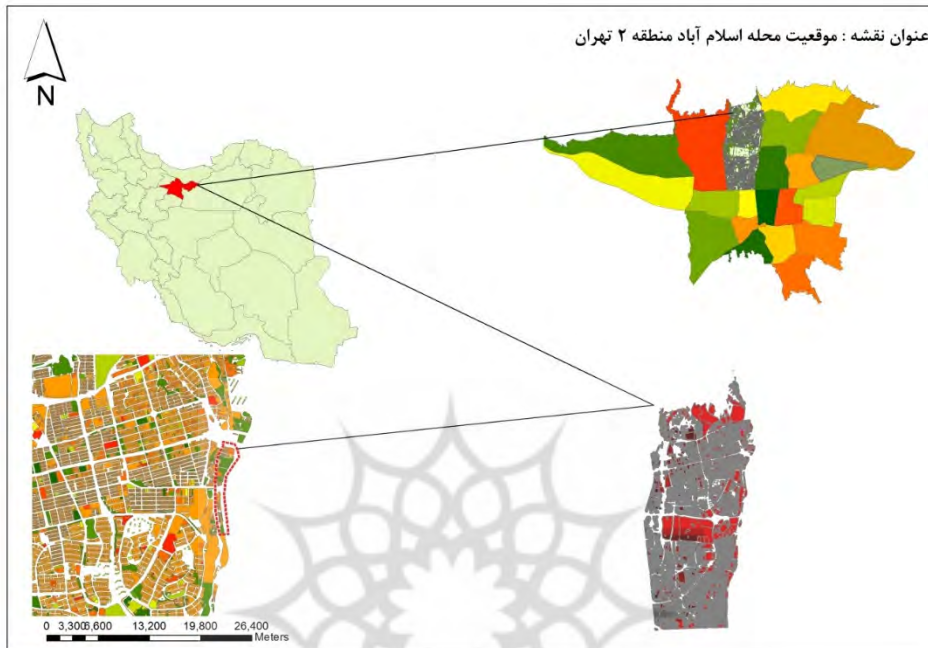 عنوان نقشه : موقعیت محله اسلام آباد منطقه ۲ تهران
N
0 3,300 6,600 13,200 19,800 26,400
Meters